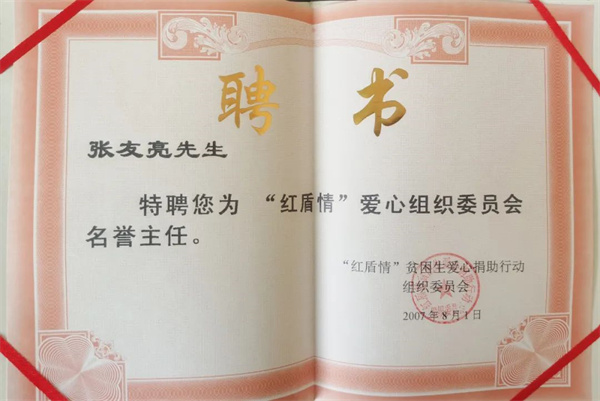 聘书
张友亮先生
特聘您为“红盾情”爱心组织委员会
名誉主任。
“红盾情”贫困生爱心捐助行动
组织委员会
2007年8月1日